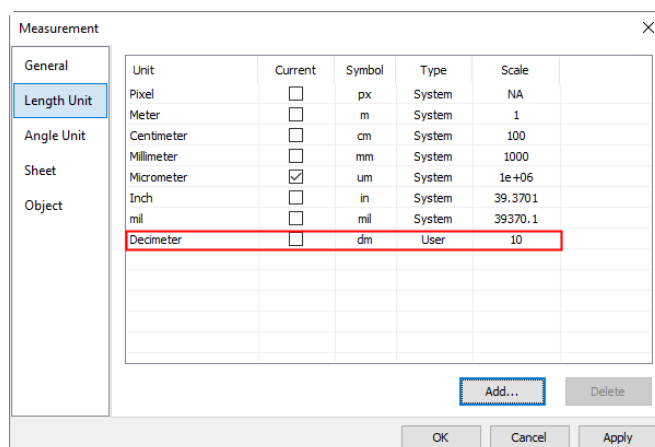 Measurement
General
Length Unit
Angle Unit
Sheet
Object
Unit Current Symbol Type Scale
Pixel px System NA
Meter m System 1
Centimeter cm System 100
Millimeter mm System 1000
Micrometer um System 1e+06
Inch in System 39.3701
mil mil System 39370.1
Decimeter dm User 10
Add... Delete
OK Cancel Apply